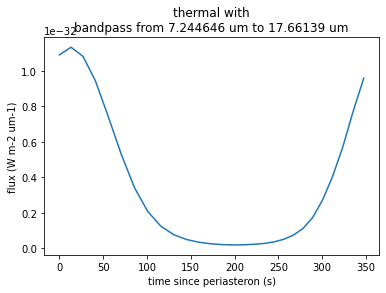 thermal with
bandpass from 7.244646 um to 17.66139 um
1e−32
1.0
0.8
0.6
0.4
0.2
0.0
flux (W m-2 um-1)
0 50 100 150 200 250 300 350
time since periasteron (s)